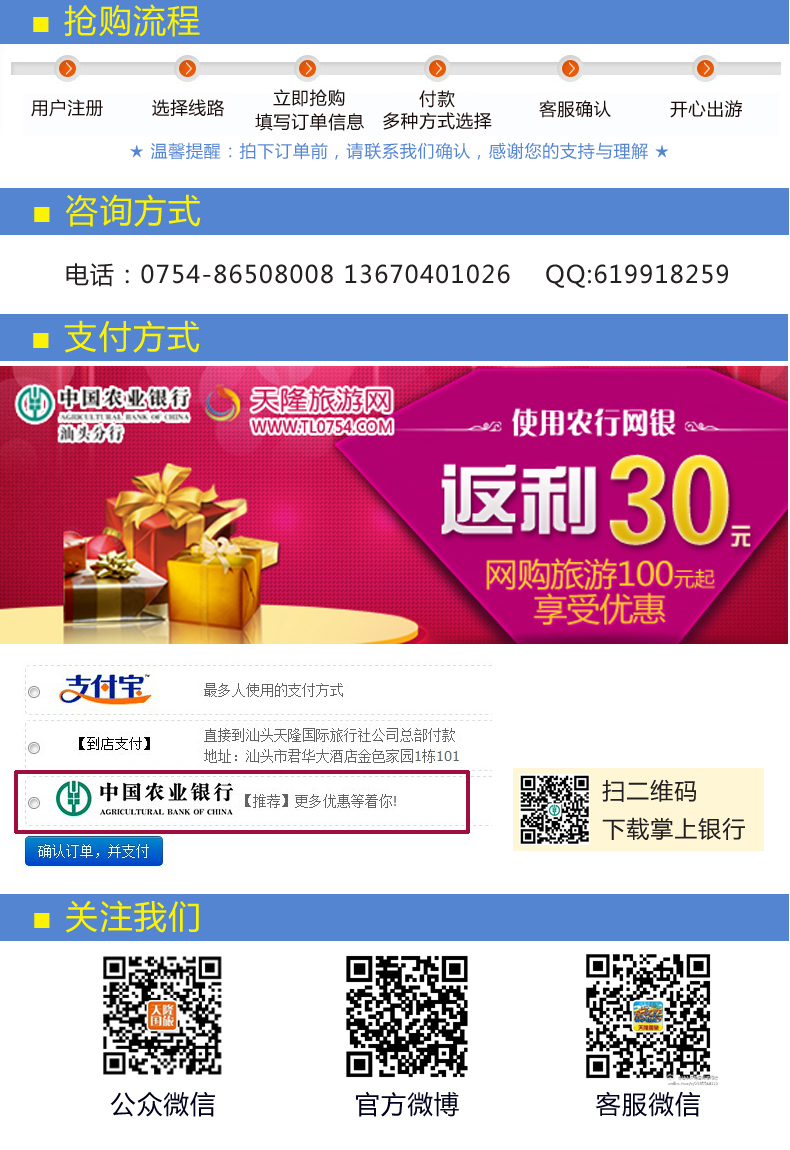 ■ 抢购流程
用户注册
选择线路
立即抢购
填写订单信息
付款
多种方式选择
客服确认
开心出游
★ 温馨提醒：拍下订单前，请联系我们确认，感谢您的支持与理解 ★
■ 咨询方式
电话：0754-86508008 13670401026 QQ:619918259
■ 支付方式
中国农业银行
AGRICULTURAL BANK OF CHINA
汕头分行
天隆旅游网
WWW.TL0754.COM
使用农行网银
返利30元
网购旅游100元起
享受优惠
支付宝 最多人使用的支付方式
【到店支付】
直接到汕头天隆国际旅行社公司总部付款
地址：汕头市君华大酒店金色家园1栋101
中国农业银行
AGRICULTURAL BANK OF CHINA
【推荐】更多优惠等着你!
确认订单，并支付
扫二维码
下载掌上银行
■ 关注我们
天隆
国旅
天隆国旅
公众微信
官方微博
客服微信